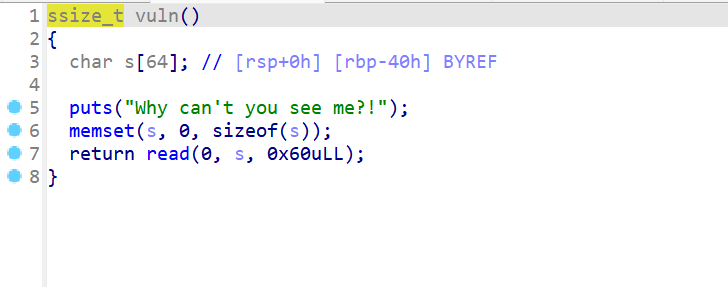 1 ssize_t vuln()
2 {
3   char s[64]; // [rsp+0h] [rbp-40h] BYREF
4
5   puts("Why can't you see me?!");
6   memset(s, 0, sizeof(s));
7   return read(0, s, 0x60uLL);
8 }